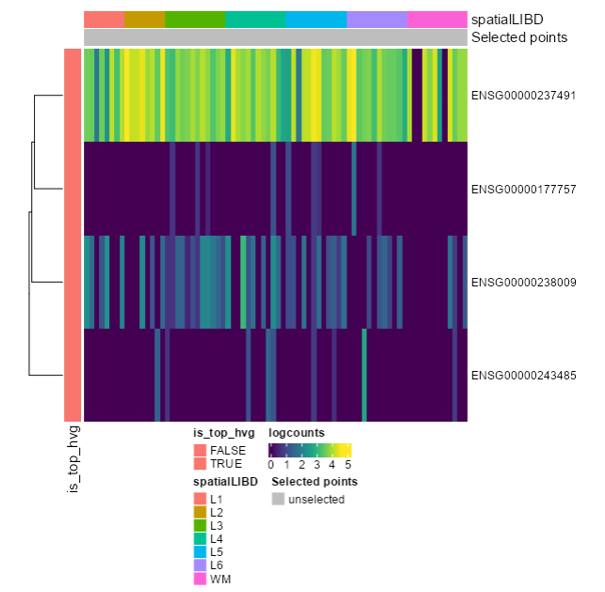 spatialLIBD
Selected points
ENSG00000237491
ENSG00000177757
ENSG00000238009
ENSG00000243485
is_top_hvg
is_top_hvg
FALSE
TRUE
logcounts
0 1 2 3 4 5
spatialLIBD
L1
L2
L3
L4
L5
L6
WM
Selected points
unselected